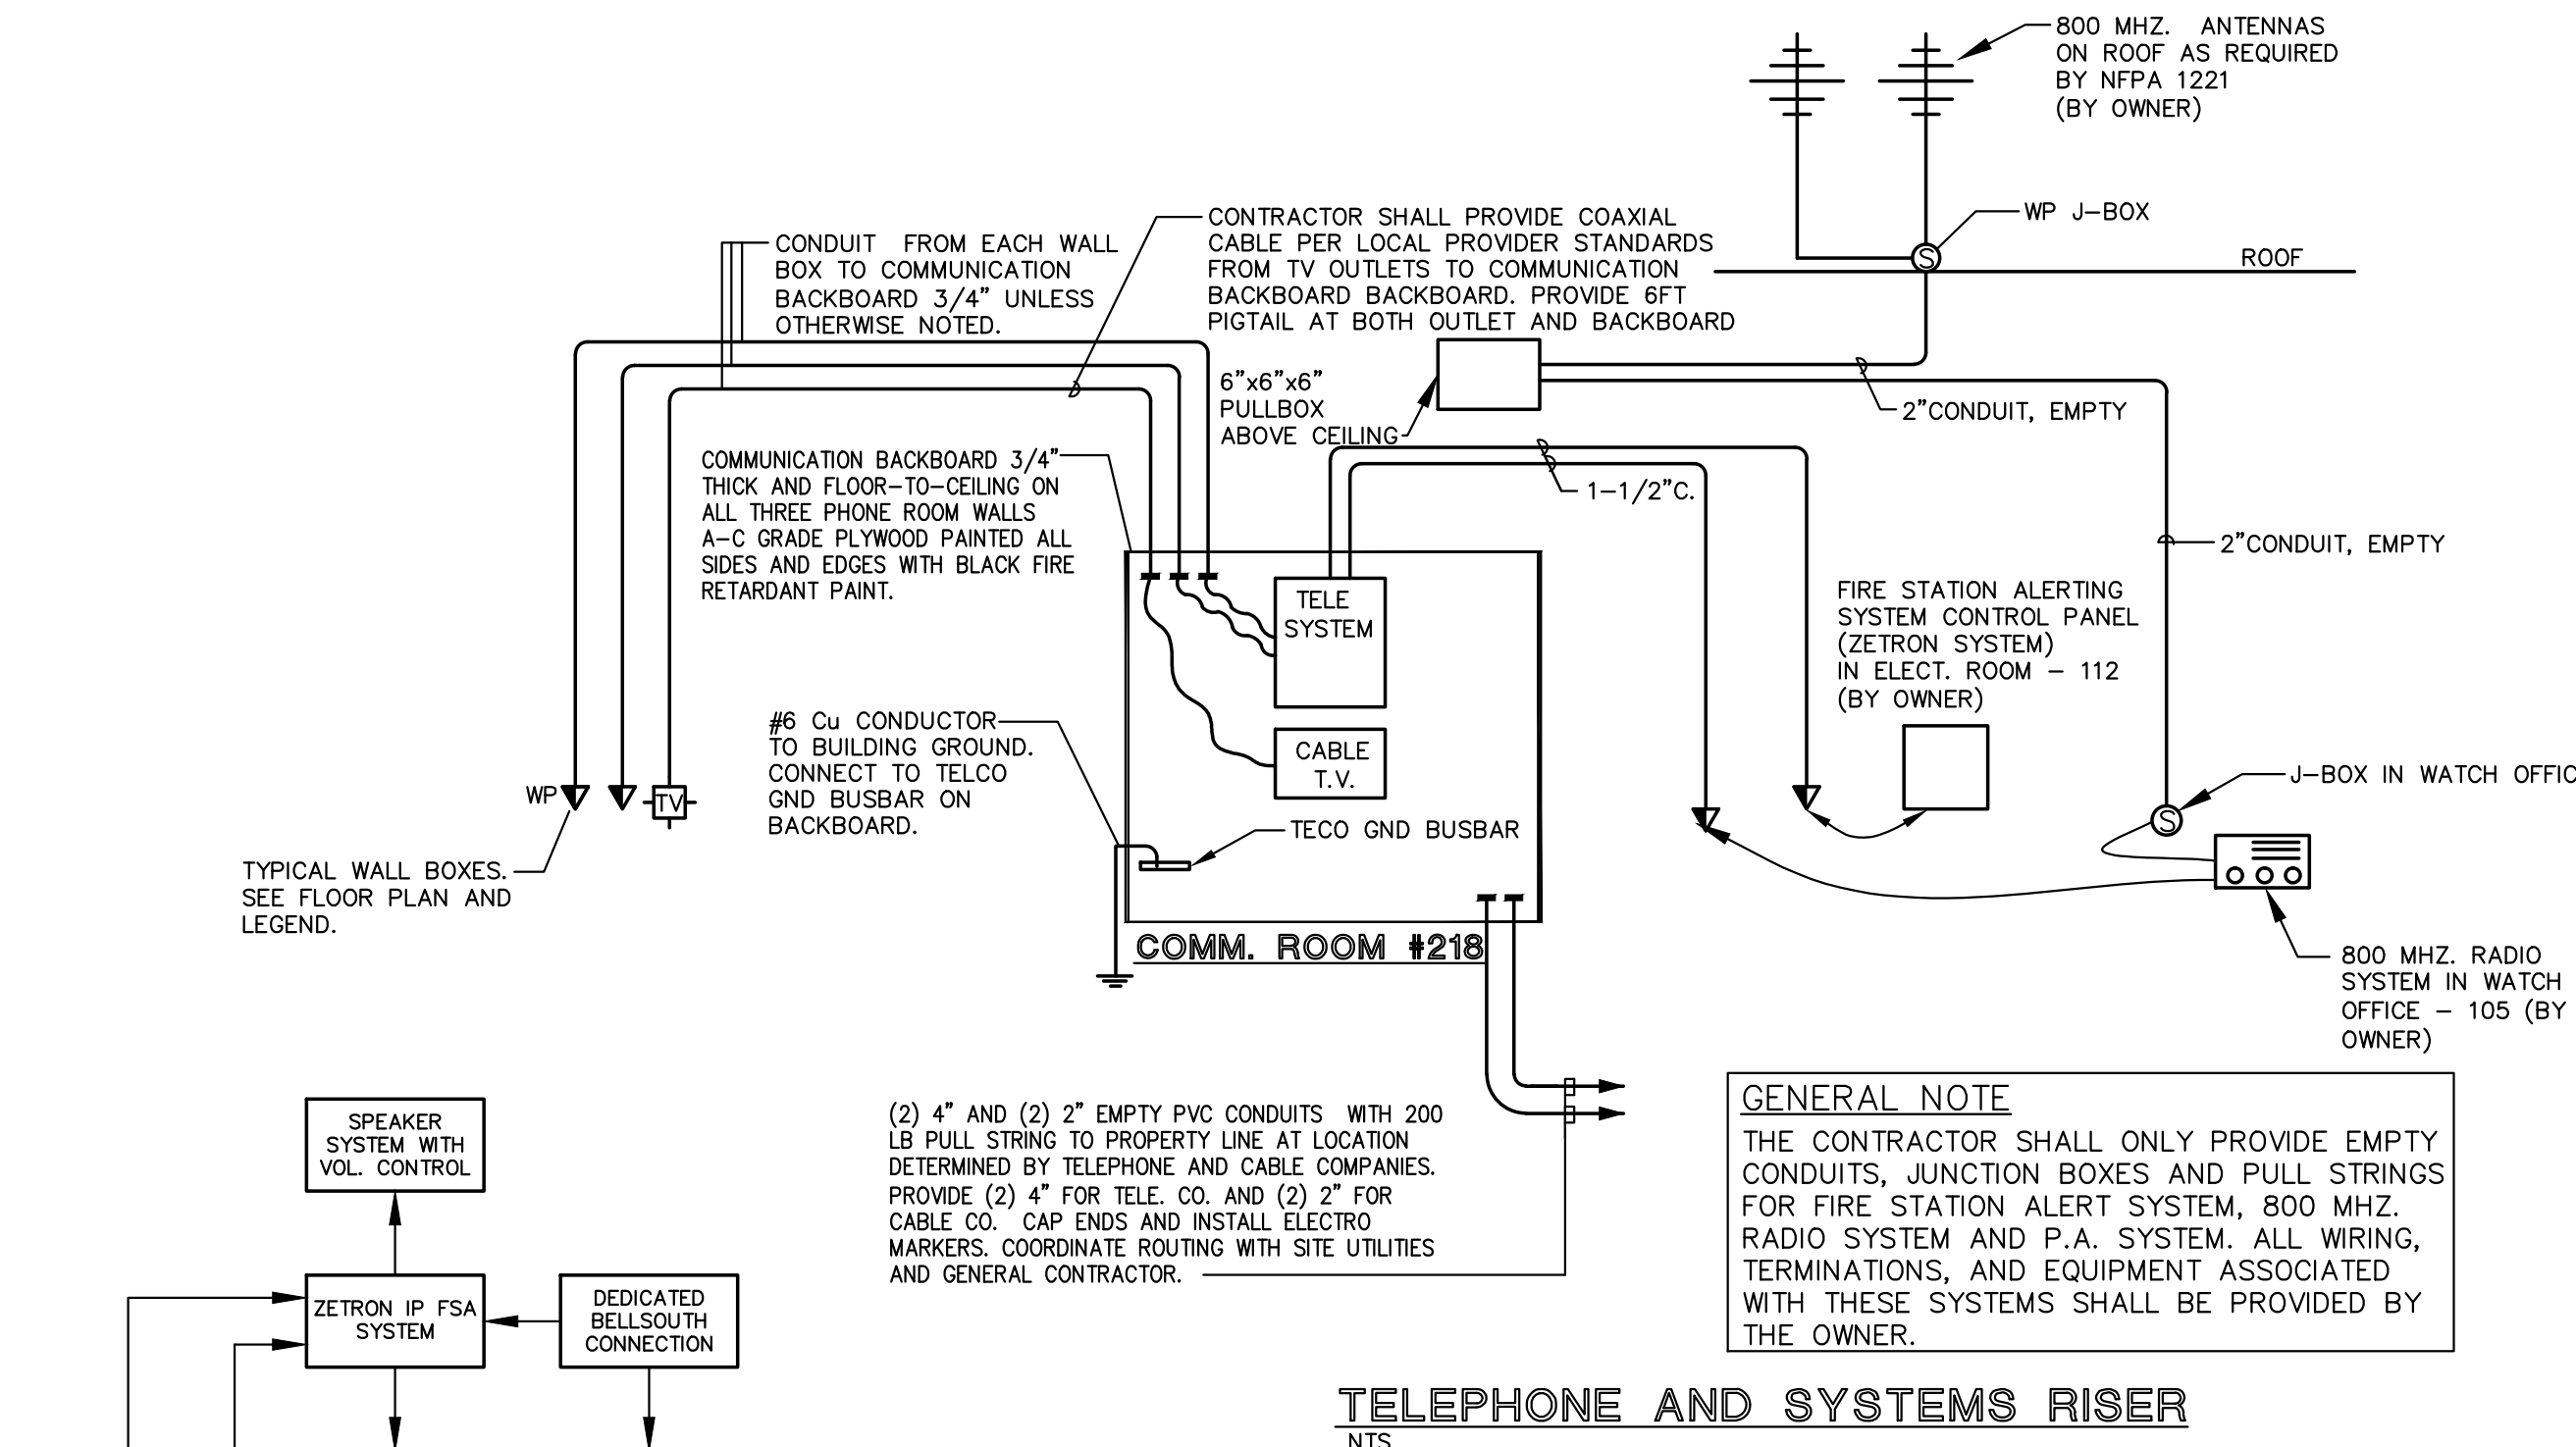 800 MHZ. ANTENNAS
ON ROOF AS REQUIRED
BY NFPA 1221
(BY OWNER)
WP J-BOX
ROOF
CONDUIT FROM EACH WALL
BOX TO COMMUNICATION
BACKBOARD 3/4" UNLESS
OTHERWISE NOTED.
CONTRACTOR SHALL PROVIDE COAXIAL
CABLE PER LOCAL PROVIDER STANDARDS
FROM TV OUTLETS TO COMMUNICATION
BACKBOARD BACKBOARD. PROVIDE 6FT
PIGTAIL AT BOTH OUTLET AND BACKBOARD
S
6"x6"x6"
PULLBOX
ABOVE CEILING
2"CONDUIT, EMPTY
COMMUNICATION BACKBOARD 3/4"
THICK AND FLOOR-TO-CEILING ON
ALL THREE PHONE ROOM WALLS
A-C GRADE PLYWOOD PAINTED ALL
SIDES AND EDGES WITH BLACK FIRE
RETARDANT PAINT.
1-1/2"C.
2"CONDUIT, EMPTY
FIRE STATION ALERTING
SYSTEM CONTROL PANEL
(ZETRON SYSTEM)
IN ELECT. ROOM - 112
(BY OWNER)
TELE
SYSTEM
#6 Cu CONDUCTOR
TO BUILDING GROUND.
CONNECT TO TELCO
GND BUSBAR ON
BACKBOARD.
CABLE
T.V.
WP
TV
TECO GND BUSBAR
J-BOX IN WATCH OFFIC
S
TYPICAL WALL BOXES.
SEE FLOOR PLAN AND
LEGEND.
COMM. ROOM #218
800 MHZ. RADIO
SYSTEM IN WATCH
OFFICE - 105 (BY
OWNER)
(2) 4" AND (2) 2" EMPTY PVC CONDUITS WITH 200
LB PULL STRING TO PROPERTY LINE AT LOCATION
DETERMINED BY TELEPHONE AND CABLE COMPANIES.
PROVIDE (2) 4" FOR TELE. CO. AND (2) 2" FOR
CABLE CO. CAP ENDS AND INSTALL ELECTRO
MARKERS. COORDINATE ROUTING WITH SITE UTILITIES
AND GENERAL CONTRACTOR.
GENERAL NOTE
THE CONTRACTOR SHALL ONLY PROVIDE EMPTY
CONDUITS, JUNCTION BOXES AND PULL STRINGS
FOR FIRE STATION ALERT SYSTEM, 800 MHZ.
RADIO SYSTEM AND P.A. SYSTEM. ALL WIRING,
TERMINATIONS, AND EQUIPMENT ASSOCIATED
WITH THESE SYSTEMS SHALL BE PROVIDED BY
THE OWNER.
SPEAKER
SYSTEM WITH
VOL. CONTROL
ZETRON IP FSA
SYSTEM
DEDICATED
BELLSOUTH
CONNECTION
TELEPHONE AND SYSTEMS RISER
NTS